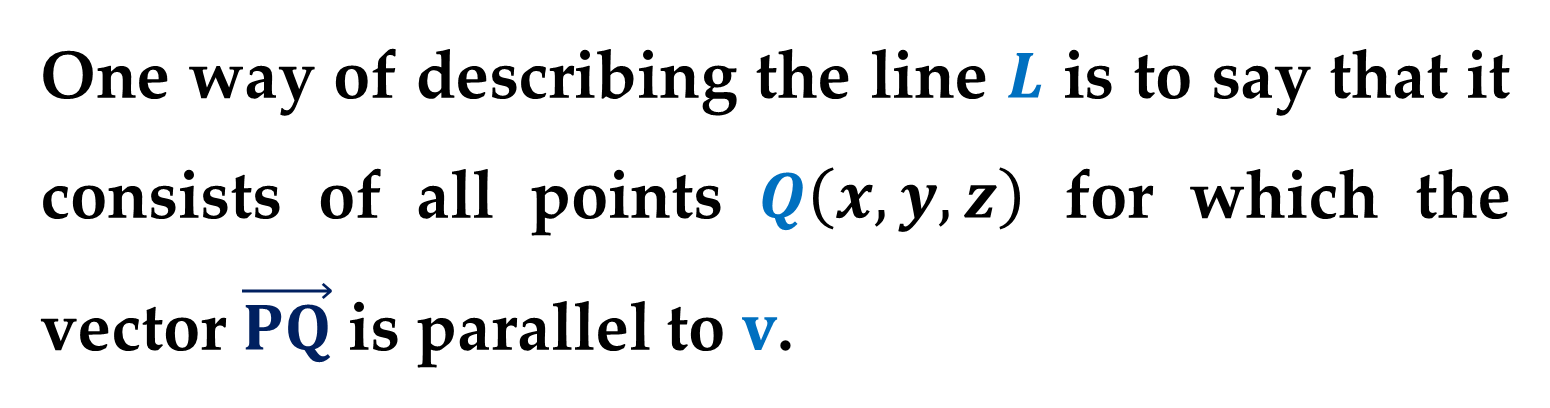 One way of describing the line L is to say that it
consists of all points Q(x, y, z) for which the
vector $\overrightarrow{PQ}$ is parallel to v.